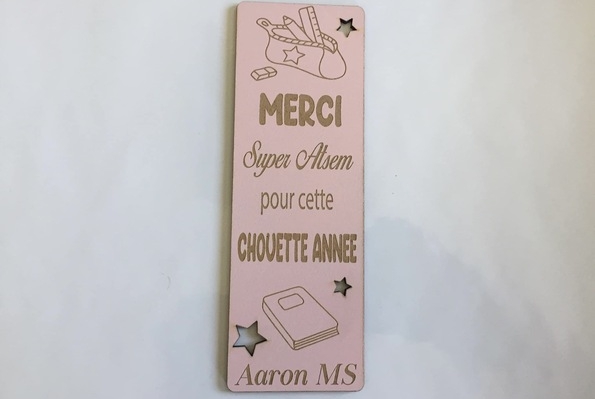 MERCI
Super Atsem
pour cette
CHOUETTE ANNEE
Aaron MS